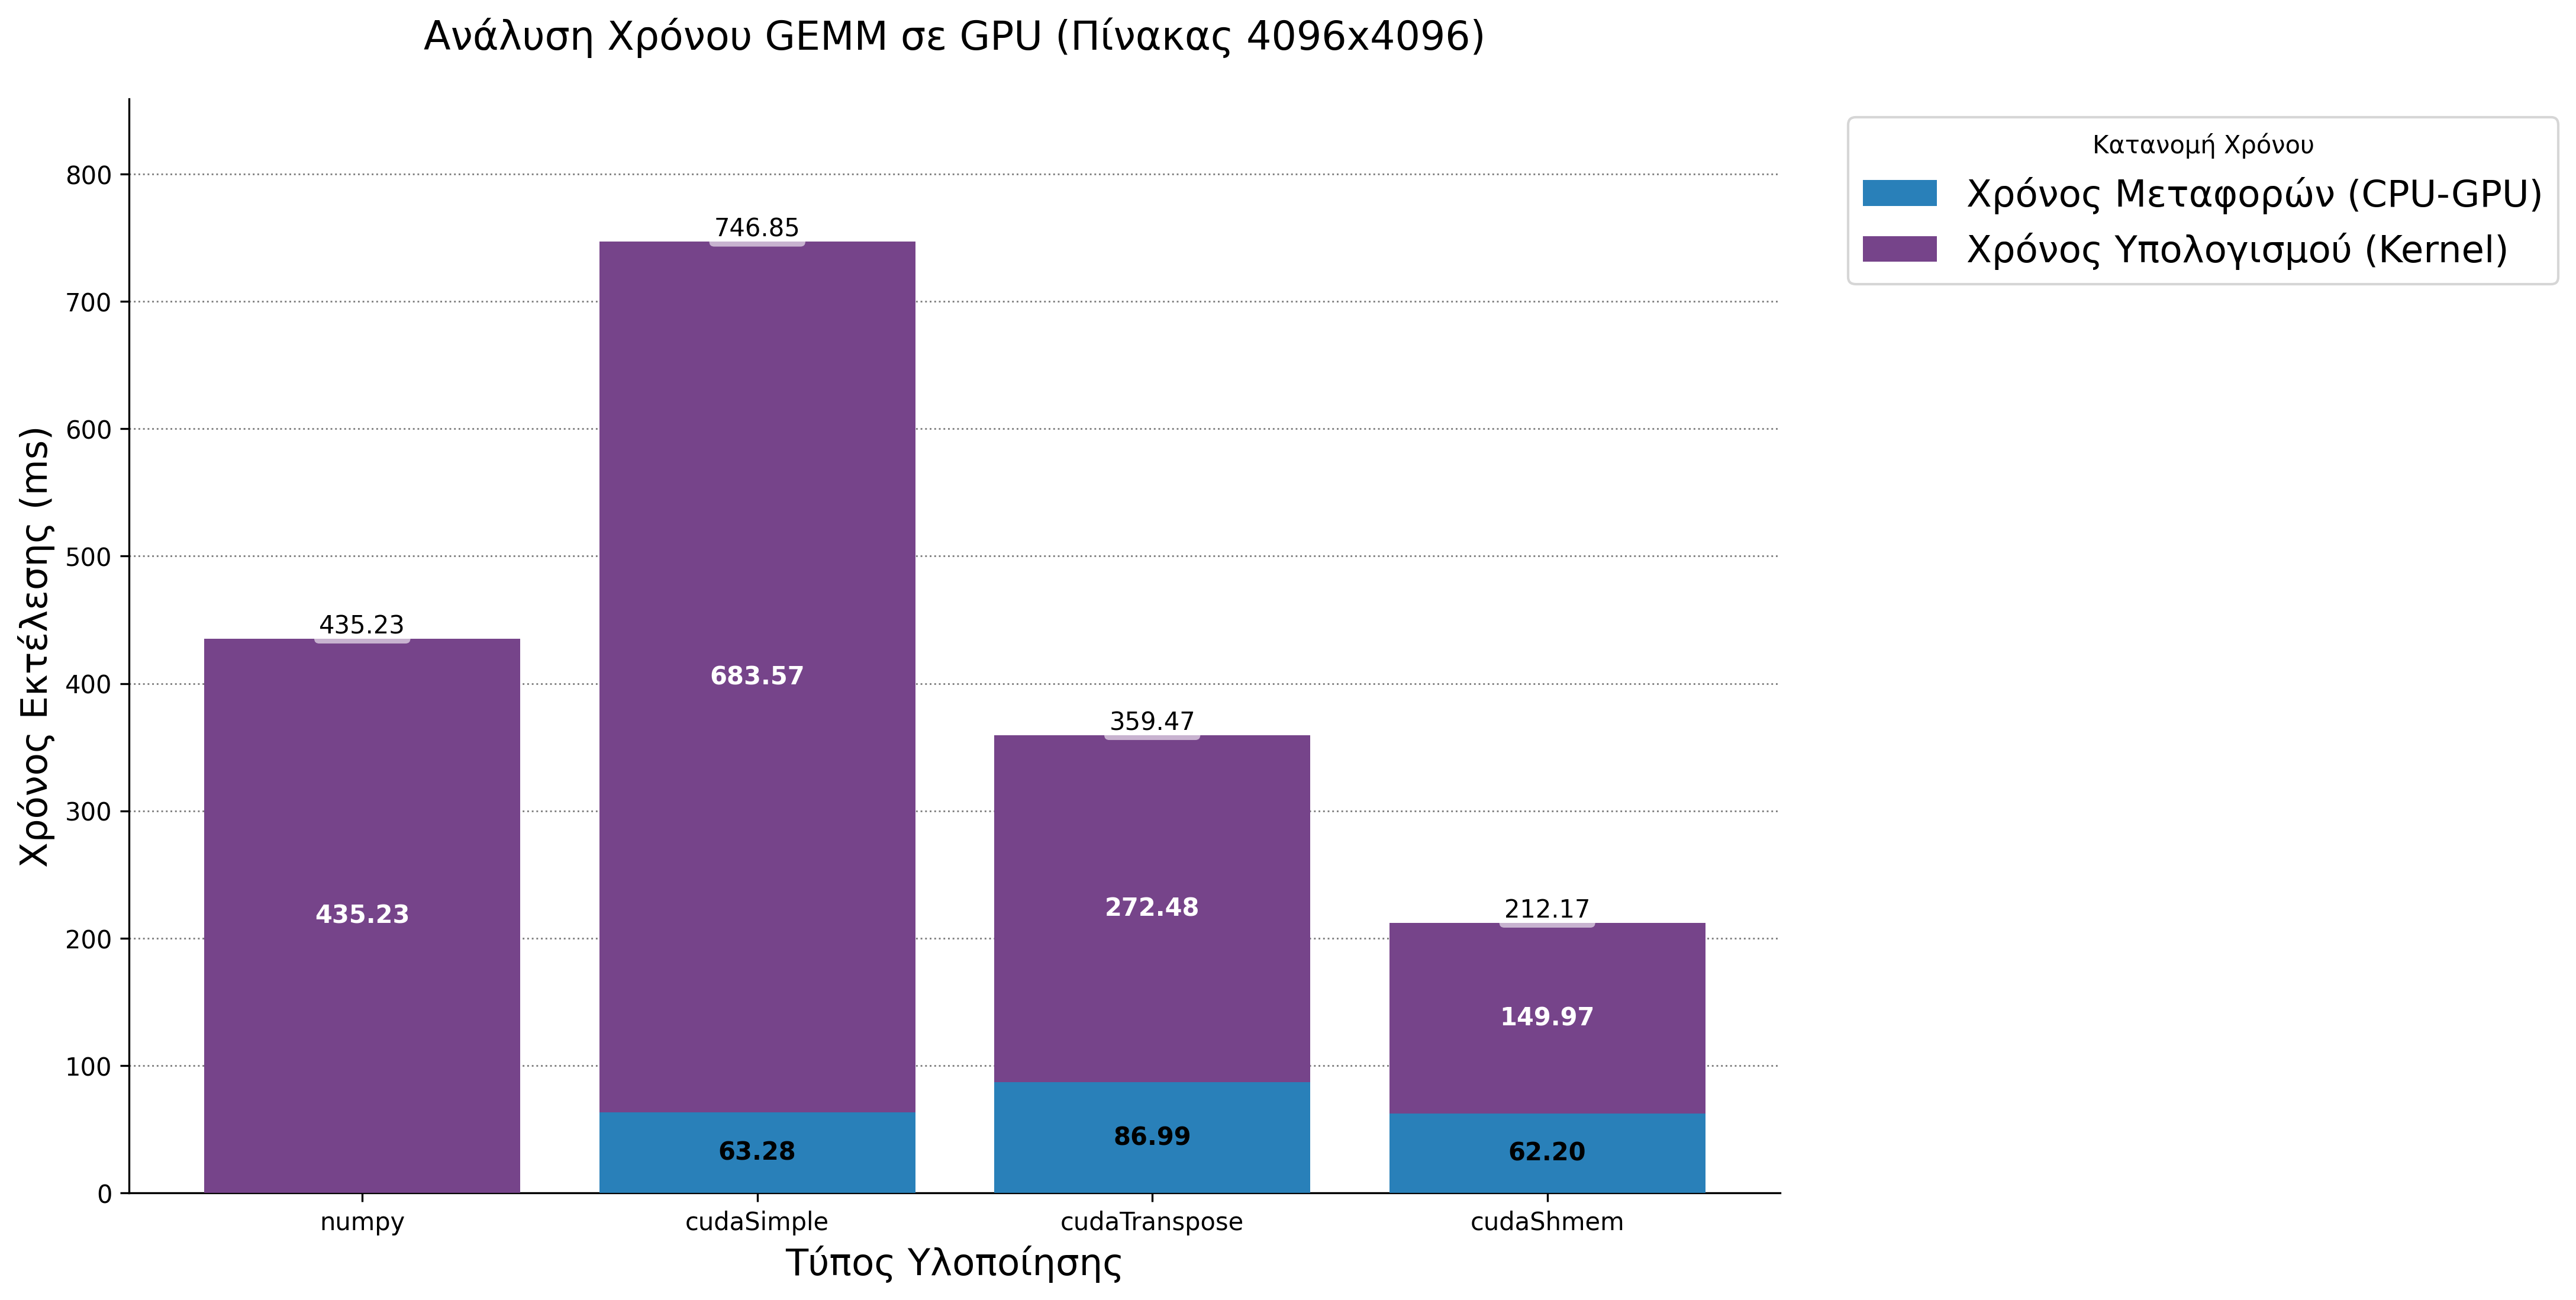 Ανάλυση Χρόνου GEMM σε GPU (Πίνακας 4096x4096)
Κατανομή Χρόνου
Χρόνος Μεταφορών (CPU-GPU)
Χρόνος Υπολογισμού (Kernel)
Χρόνος Εκτέλεσης (ms)
800
700
600
500
400
300
200
100
0
435.23
435.23
746.85
683.57
63.28
359.47
272.48
86.99
212.17
149.97
62.20
numpy
cudaSimple
cudaTranspose
cudaShmem
Τύπος Υλοποίησης